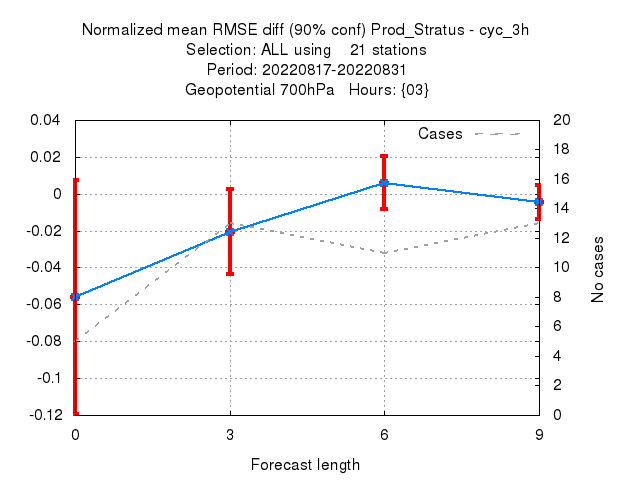 Normalized mean RMSE diff (90% conf) Prod_Stratus - cyc_3h
Selection: ALL using 21 stations
Period: 20220817-20220831
Geopotential 700hPa Hours: {03}
Cases
0.04
0.02
0
-0.02
-0.04
-0.06
-0.08
-0.1
-0.12
20
18
16
14
12
10
8
6
4
2
0
No cases
0 3 6 9
Forecast length